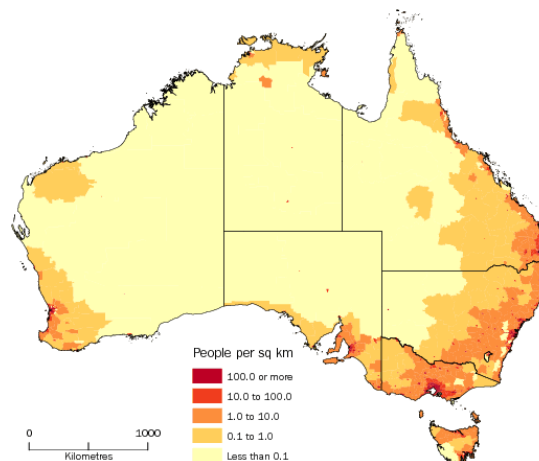 People per sq km
100.0 or more
10.0 to 100.0
1.0 to 10.0
0.1 to 1.0
Less than 0.1
0 1000
Kilometres